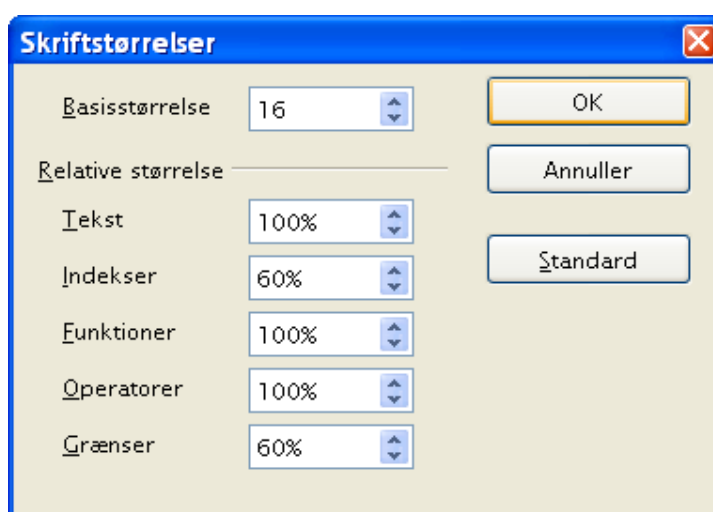 Skriftstørrelser
Basisstørrelse 16 OK
Relative størrelse Annuller
Tekst 100%
Indekser 60% Standard
Funktioner 100%
Operatorer 100%
Grænser 60%